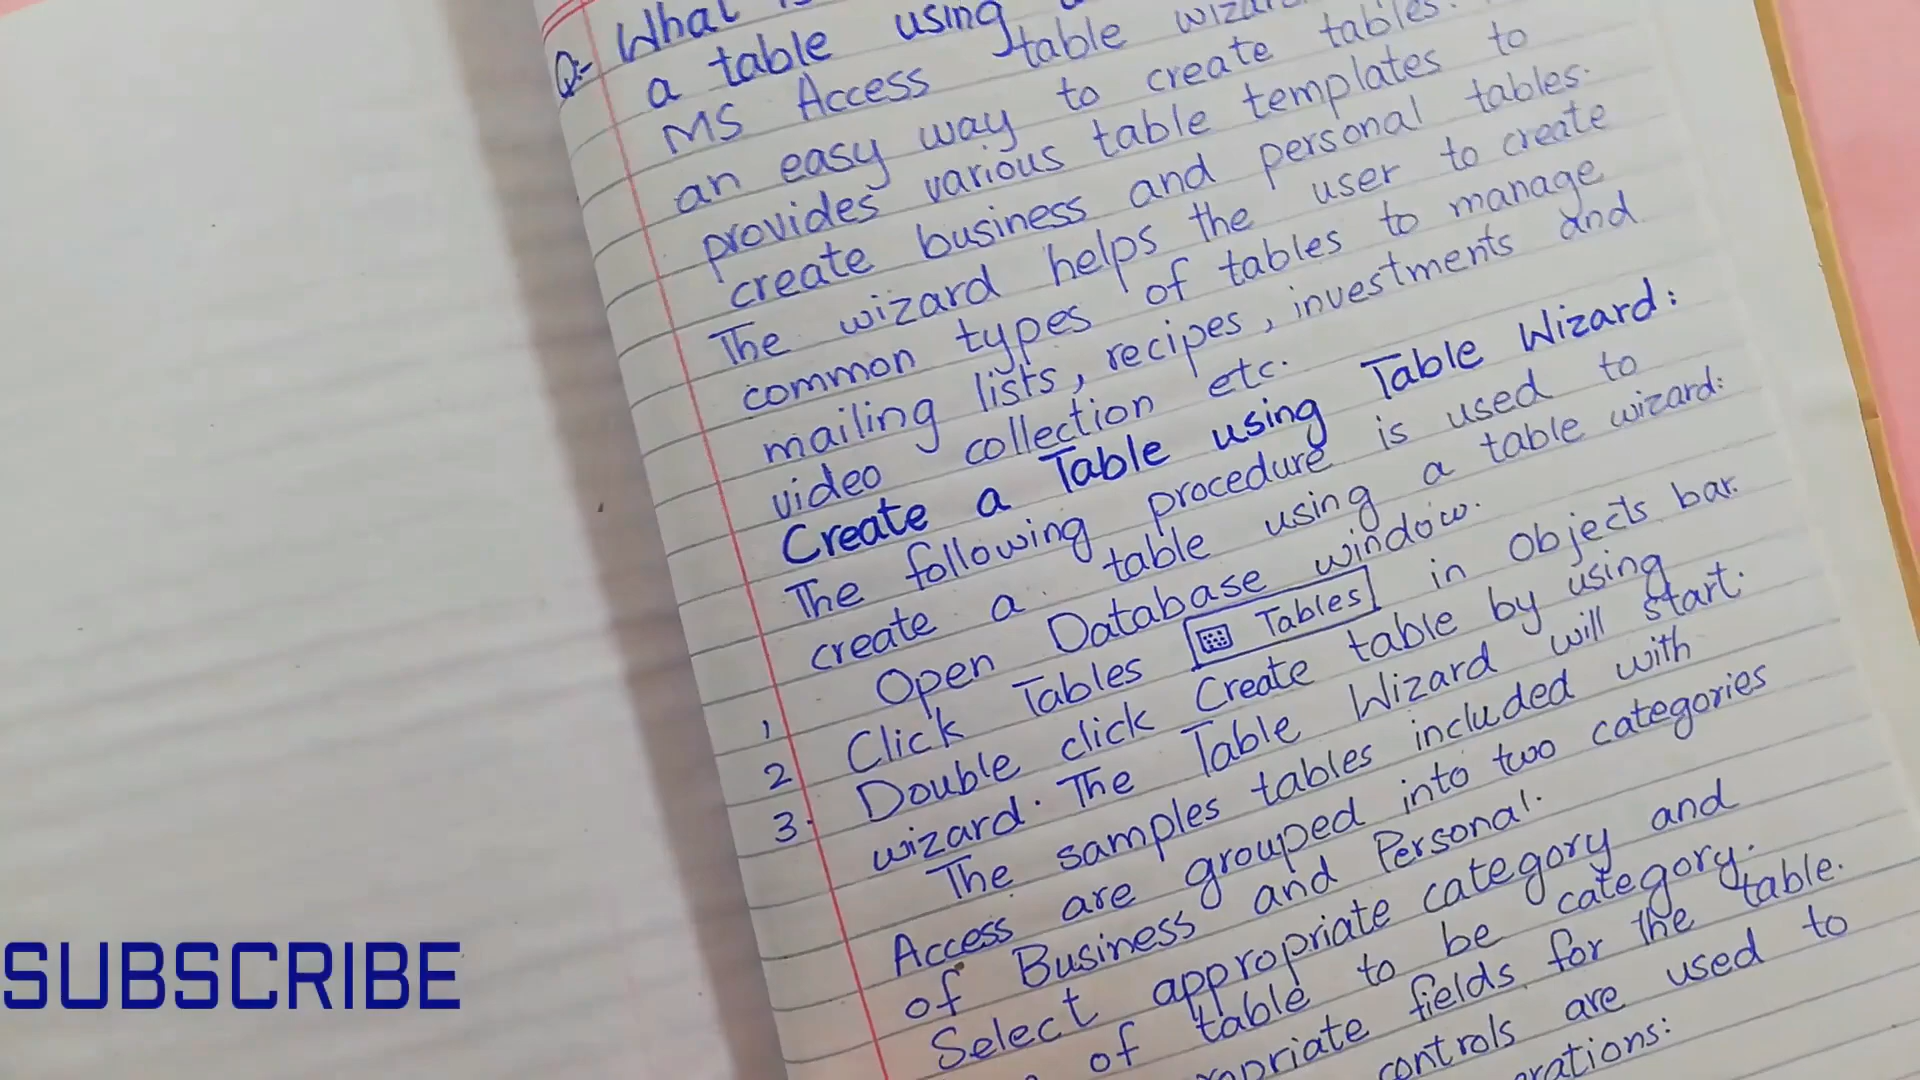 Q:- What
a table using
MS Access table
an easy way to create tables.
provides various table templates to
create business and personal tables.
The wizard helps the user to create
common types of tables to manage
mailing lists, recipes, investments and
video collection etc.
Create a Table using Table Wizard:
The following procedure is used to
create a table using a table wizard:
1 Open Database window.
2 Click Tables Tables in Objects bar.
3. Double click Create table by using
wizard. The Table Wizard will start.
The samples tables included with
Access are grouped into two categories
of Business and Personal.
Select appropriate category and
of table to be category.
fields for the table.
controls are used to
SUBSCRIBE